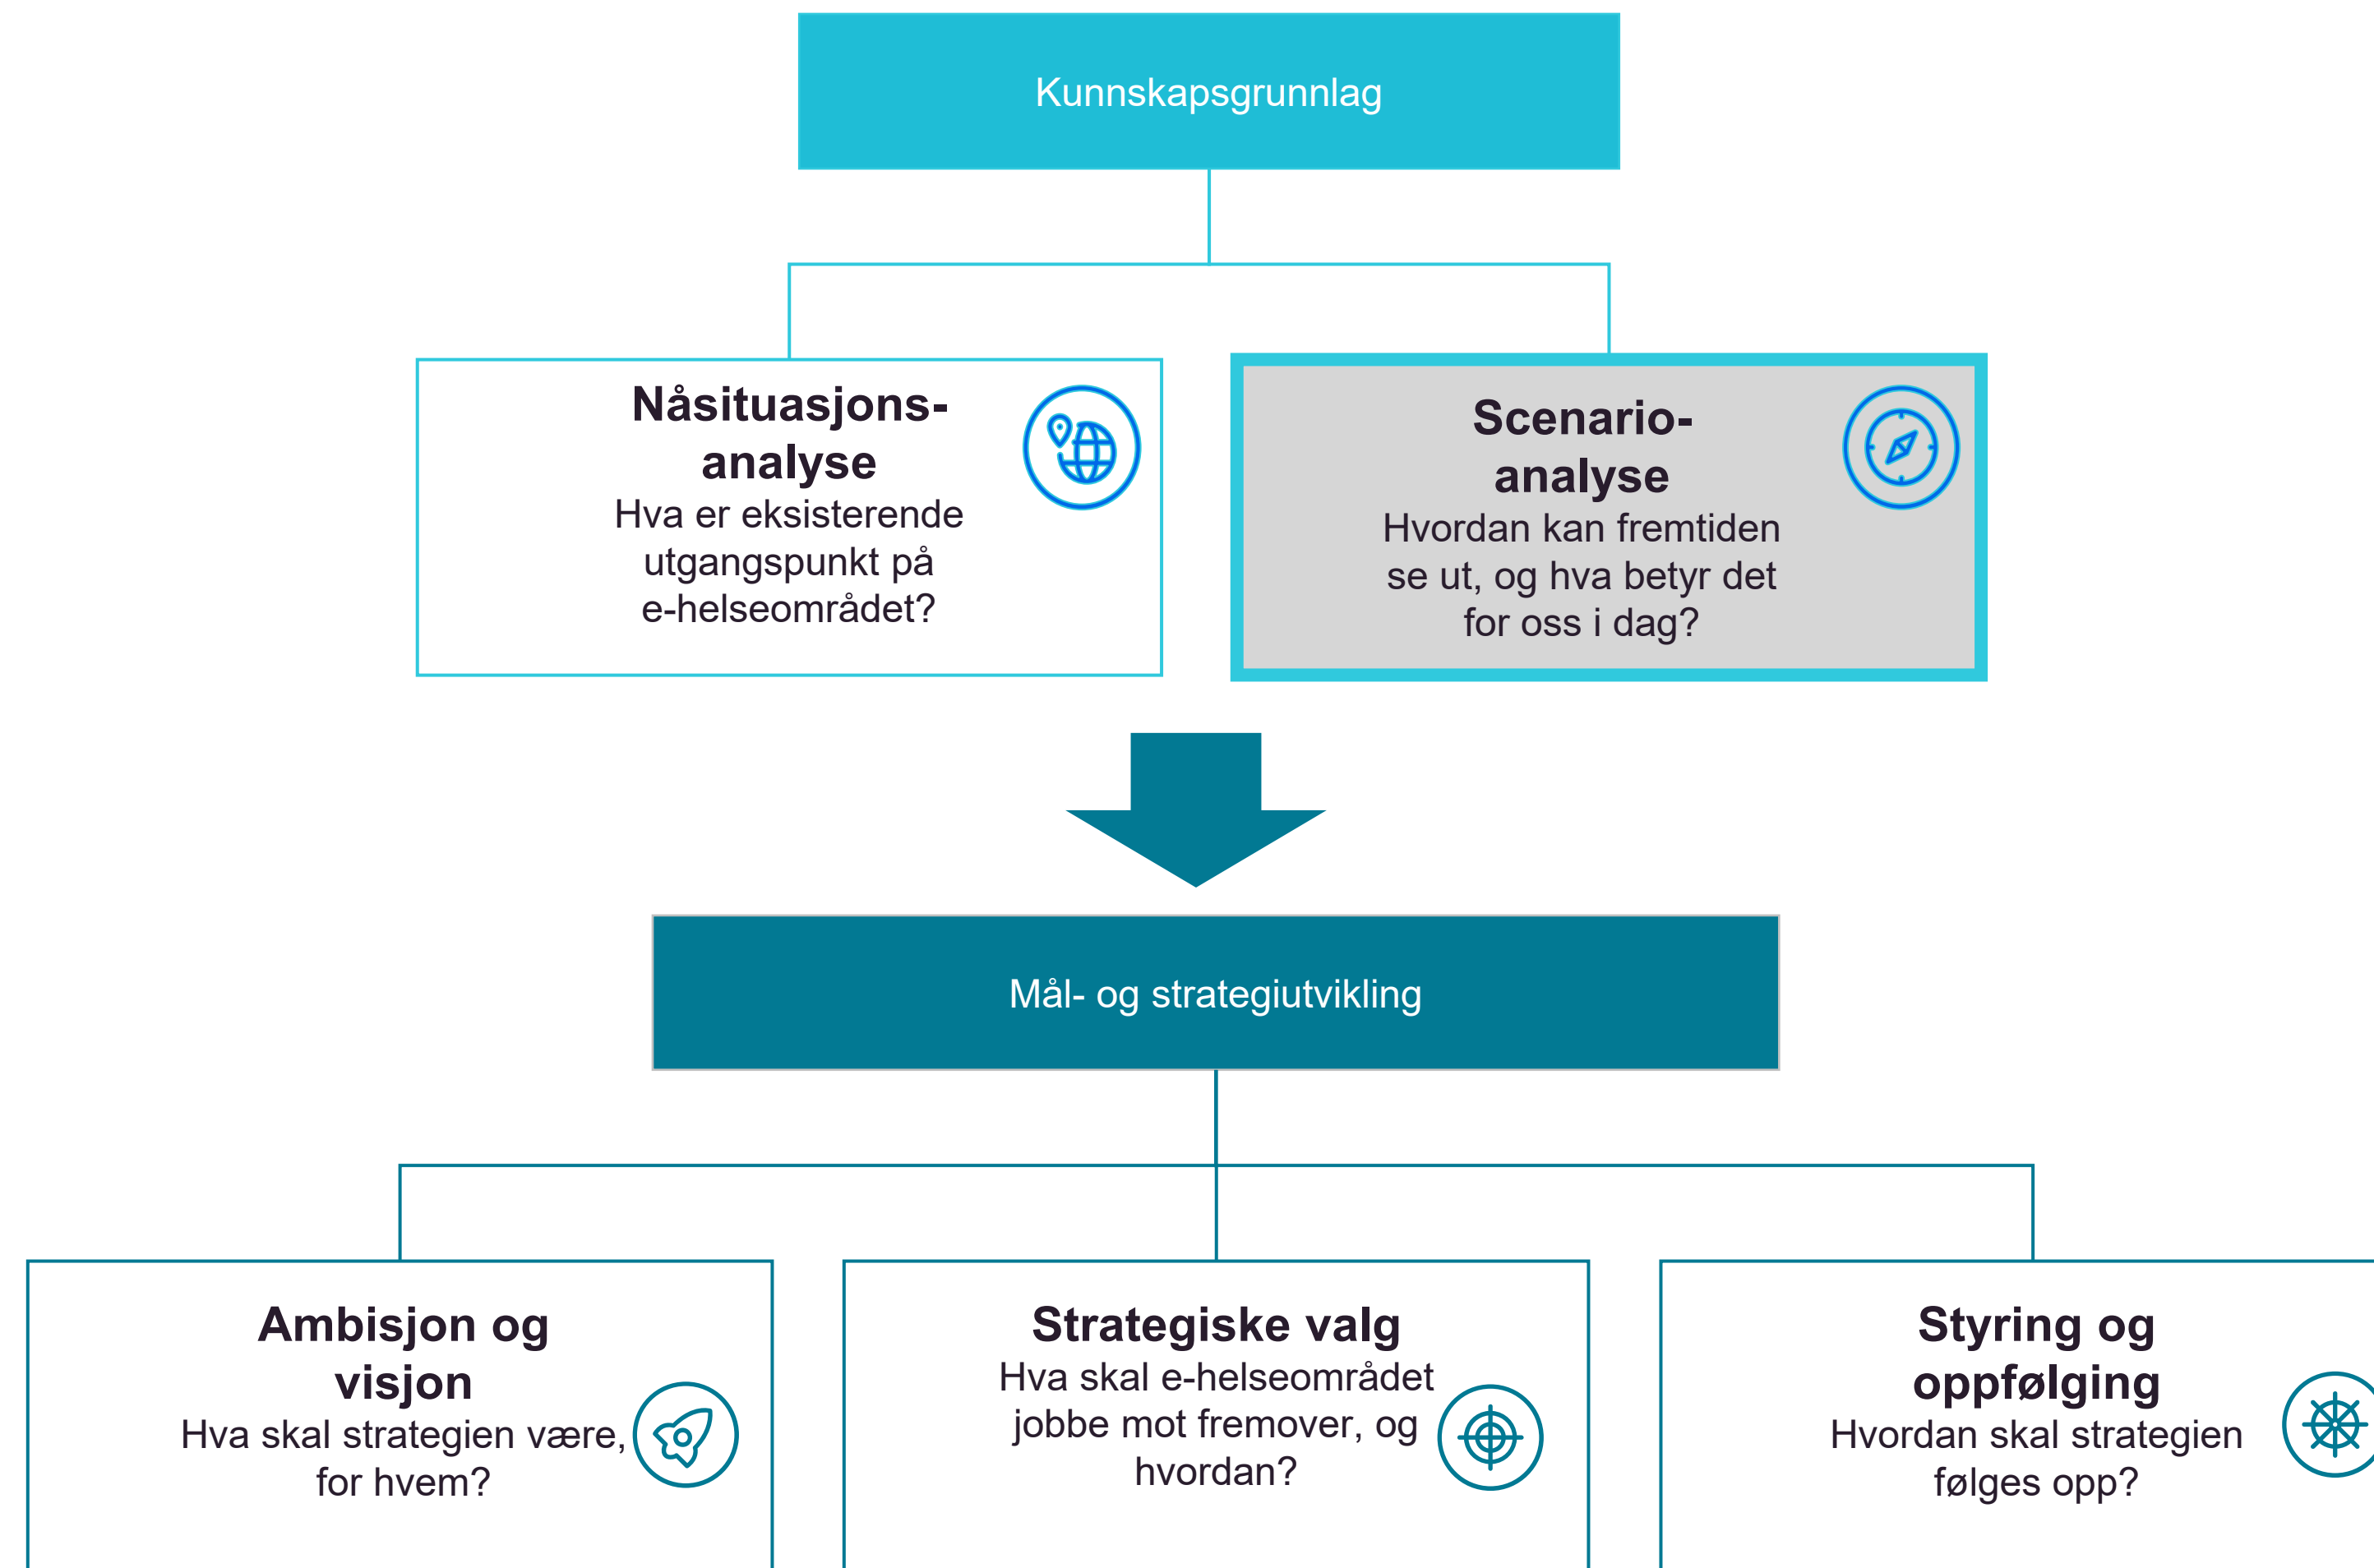 Kunnskapsgrunnlag
Nåsituasjons-
analyse
Hva er eksisterende
utgangspunkt på
e-helseområdet?
Scenario-
analyse
Hvordan kan fremtiden
se ut, og hva betyr det
for oss i dag?
Mål- og strategiutvikling
Ambisjon og
visjon
Hva skal strategien være,
for hvem?
Strategiske valg
Hva skal e-helseområdet
jobbe mot fremover, og
hvordan?
Styring og
oppfølging
Hvordan skal strategien
følges opp?